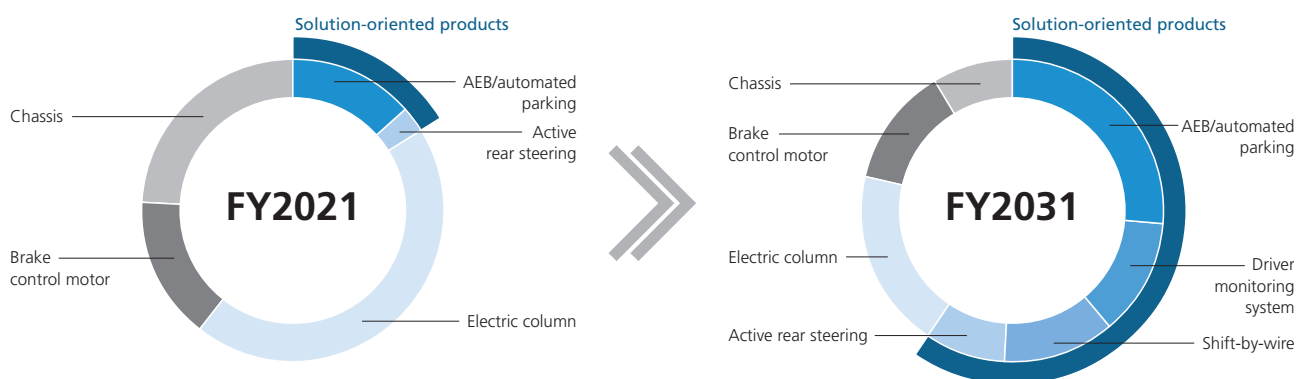 Solution-oriented products
AEB/automated
parking
Active
rear steering
Chassis
FY2021
Brake
control motor
Electric column
Solution-oriented products
Chassis
AEB/automated
parking
Brake
control motor
FY2031
Electric column
Driver
monitoring
system
Active rear steering
Shift-by-wire